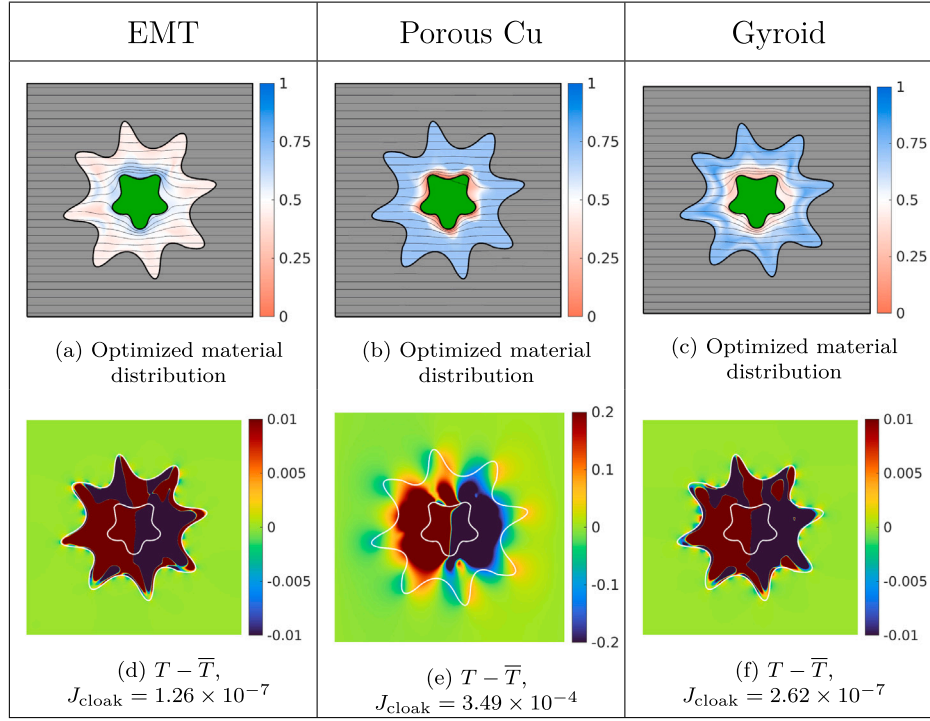 EMT
Porous Cu
Gyroid
1
0.75
0.5
0.25
0
1
0.75
0.5
0.25
0
1
0.75
0.5
0.25
0
(a) Optimized material
distribution
(b) Optimized material
distribution
(c) Optimized material
distribution
0.01
0.005
0
-0.005
-0.01
0.2
0.1
0
-0.1
-0.2
0.01
0.005
0
-0.005
-0.01
(d) T − T̅,
J_cloak = 1.26 × 10⁻⁷
(e) T − T̅,
J_cloak = 3.49 × 10⁻⁴
(f) T − T̅,
J_cloak = 2.62 × 10⁻⁷